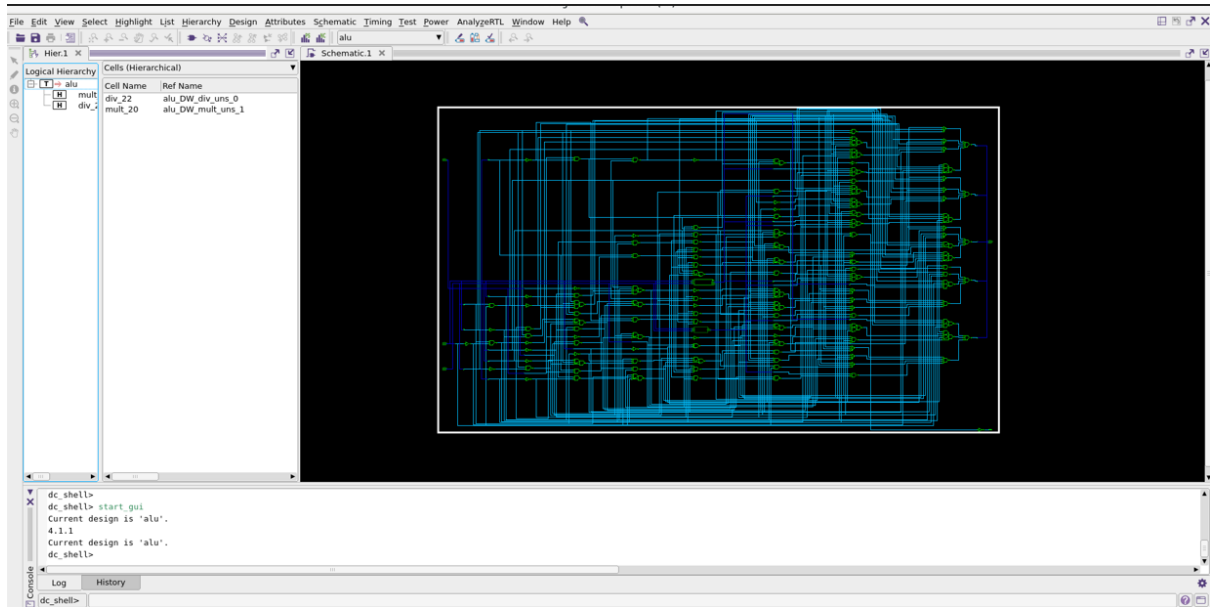 File Edit View Select Highlight List Hierarchy Design Attributes Schematic Timing Test Power AnalyzeRTL Window Help
alu
Hier.1
Schematic.1
Logical Hierarchy
T alu
H mult
H div_
Cells (Hierarchical)
Cell Name Ref Name
div_22 alu_DW_div_uns_0
mult_20 alu_DW_mult_uns_1
dc_shell>
dc_shell> start_gui
Current design is 'alu'.
4.1.1
Current design is 'alu'.
dc_shell>
Console
Log History
dc_shell>